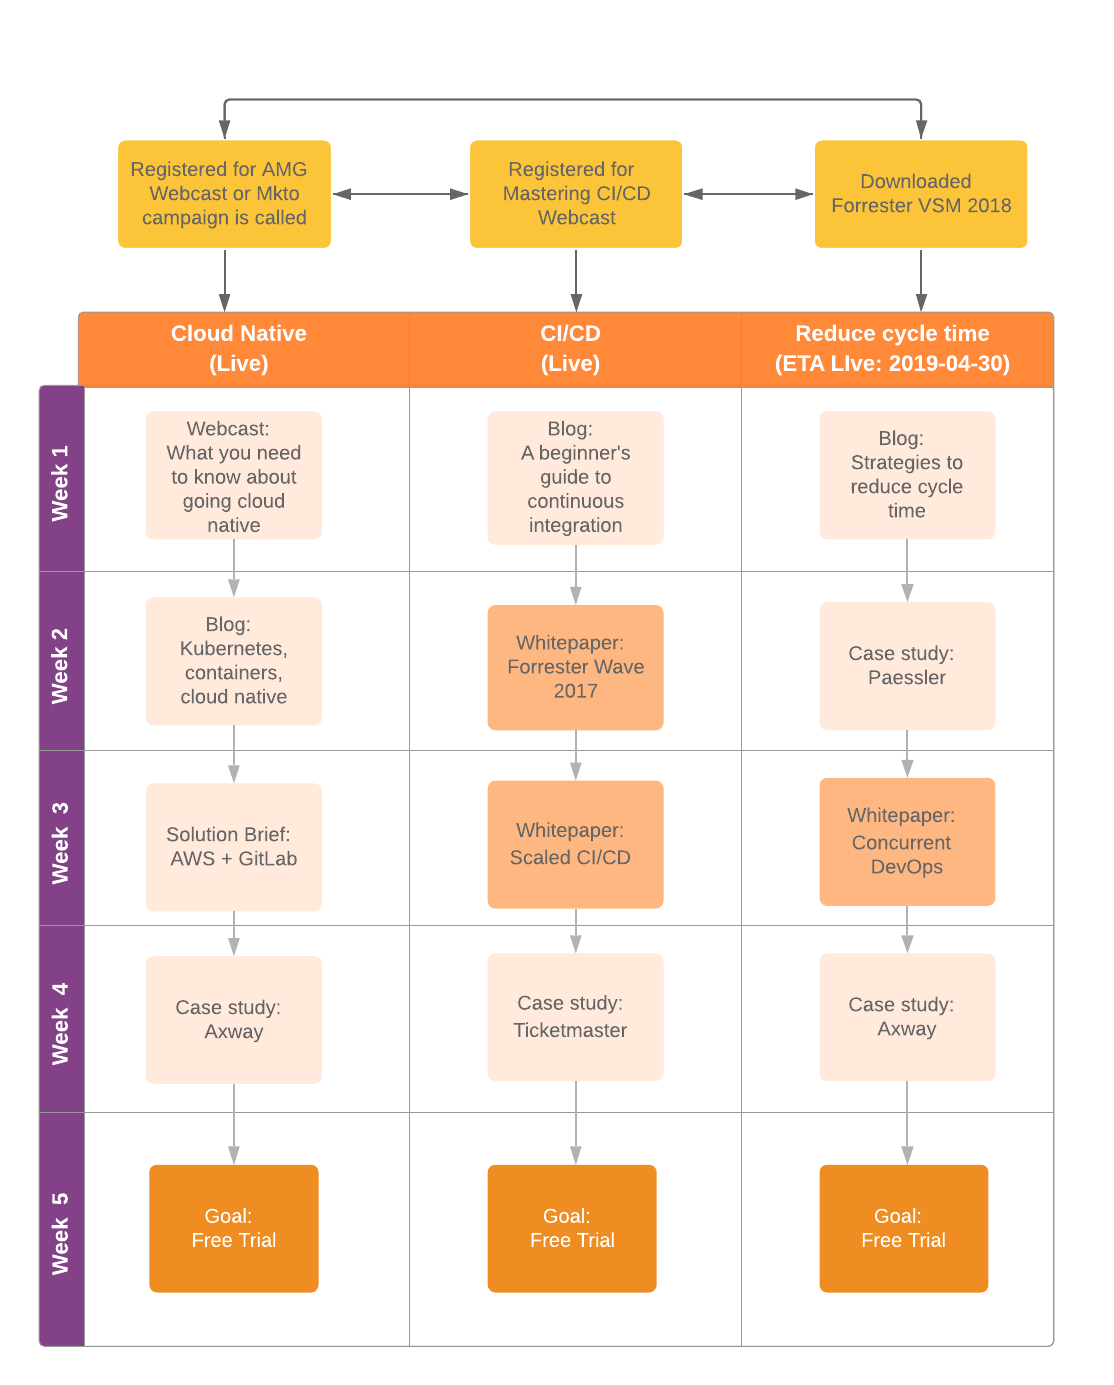 Registered for AMG
Webcast or Mkto
campaign is called
Registered for
Mastering CI/CD
Webcast
Downloaded
Forrester VSM 2018
Cloud Native
(Live)
CI/CD
(Live)
Reduce cycle time
(ETA LIve: 2019-04-30)
Week 1
Webcast:
What you need
to know about
going cloud
native
Blog:
A beginner's
guide to
continuous
integration
Blog:
Strategies to
reduce cycle
time
Week 2
Blog:
Kubernetes,
containers,
cloud native
Whitepaper:
Forrester Wave
2017
Case study:
Paessler
Week 3
Solution Brief:
AWS + GitLab
Whitepaper:
Scaled CI/CD
Whitepaper:
Concurrent
DevOps
Week 4
Case study:
Axway
Case study:
Ticketmaster
Case study:
Axway
Week 5
Goal:
Free Trial
Goal:
Free Trial
Goal:
Free Trial